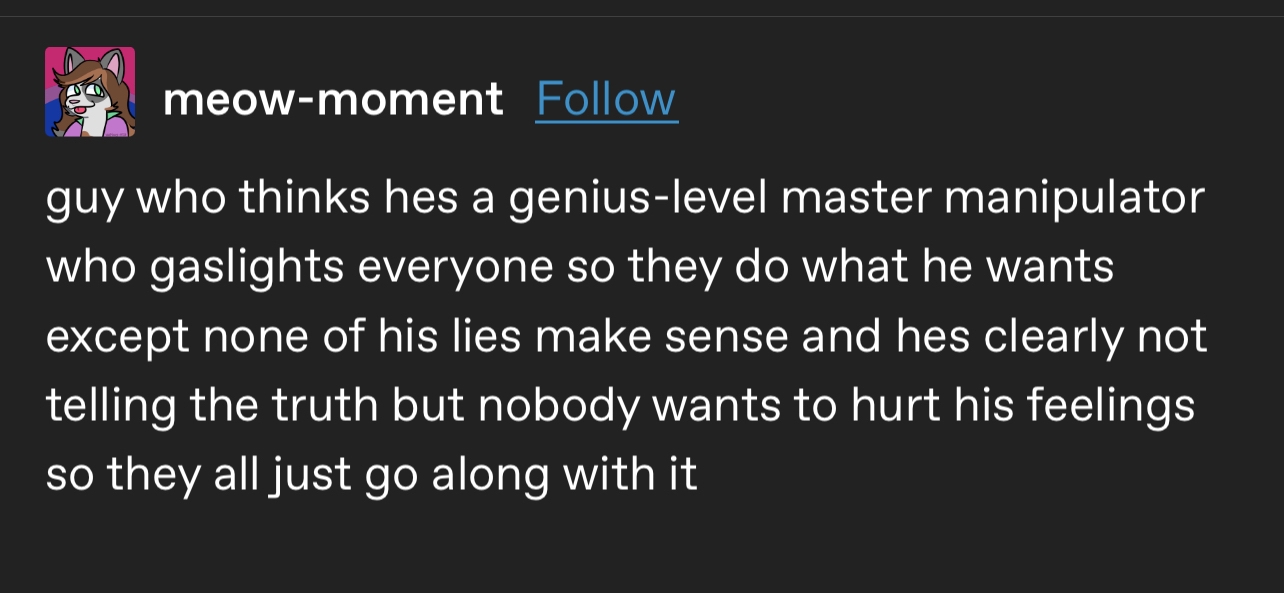 meow-moment Follow
guy who thinks hes a genius-level master manipulator
who gaslights everyone so they do what he wants
except none of his lies make sense and hes clearly not
telling the truth but nobody wants to hurt his feelings
so they all just go along with it